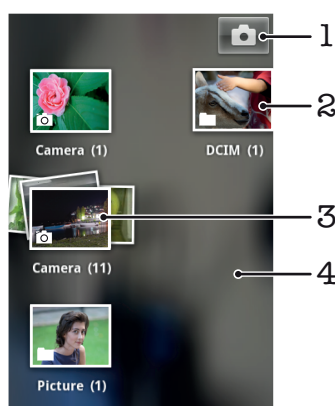 1
Camera (1)
DCIM (1)
2
Camera (11)
3
4
Picture (1)